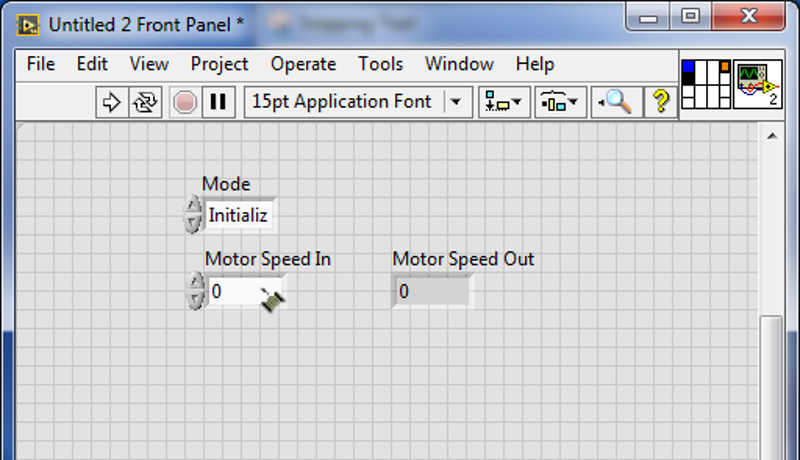 Untitled 2 Front Panel *
File Edit View Project Operate Tools Window Help
15pt Application Font
2
Mode
Initializ
Motor Speed In Motor Speed Out
0 0